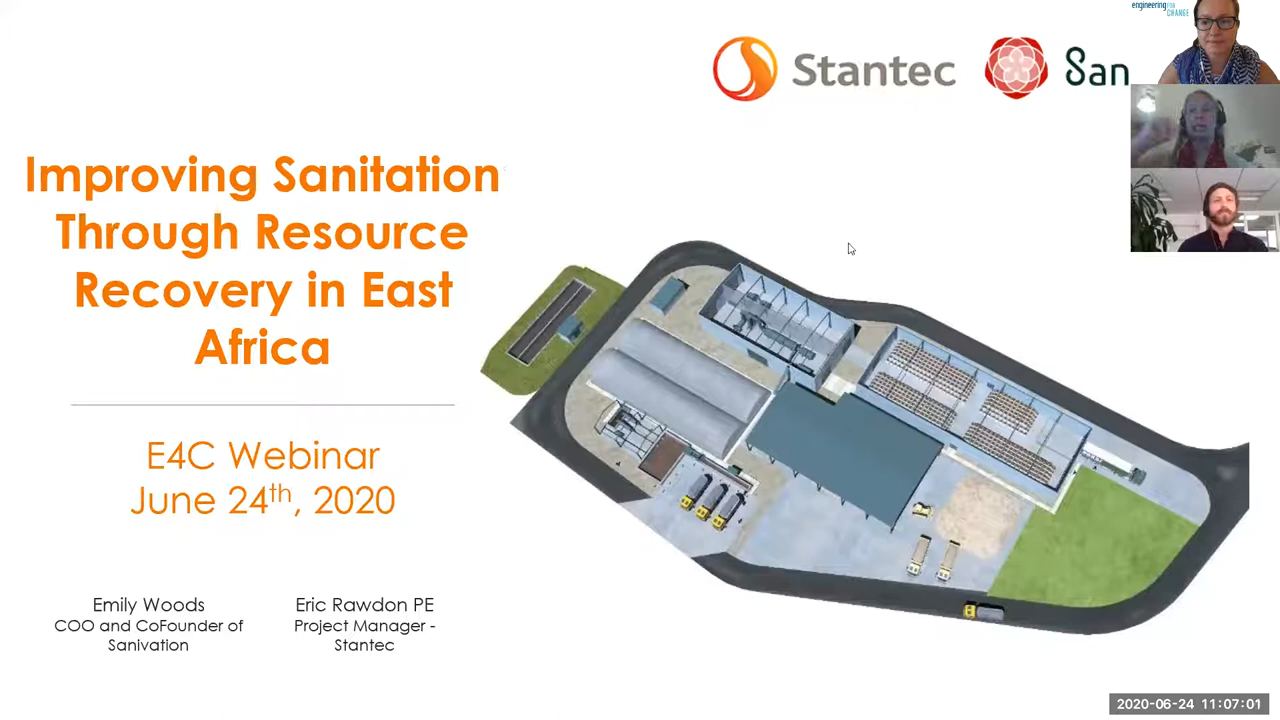 engineering FOR
CHANGE
Stantec
San
Improving Sanitation
Through Resource
Recovery in East
Africa
E4C Webinar
June 24th, 2020
Emily Woods
COO and CoFounder of
Sanivation
Eric Rawdon PE
Project Manager -
Stantec
2020-06-24 11:07:01